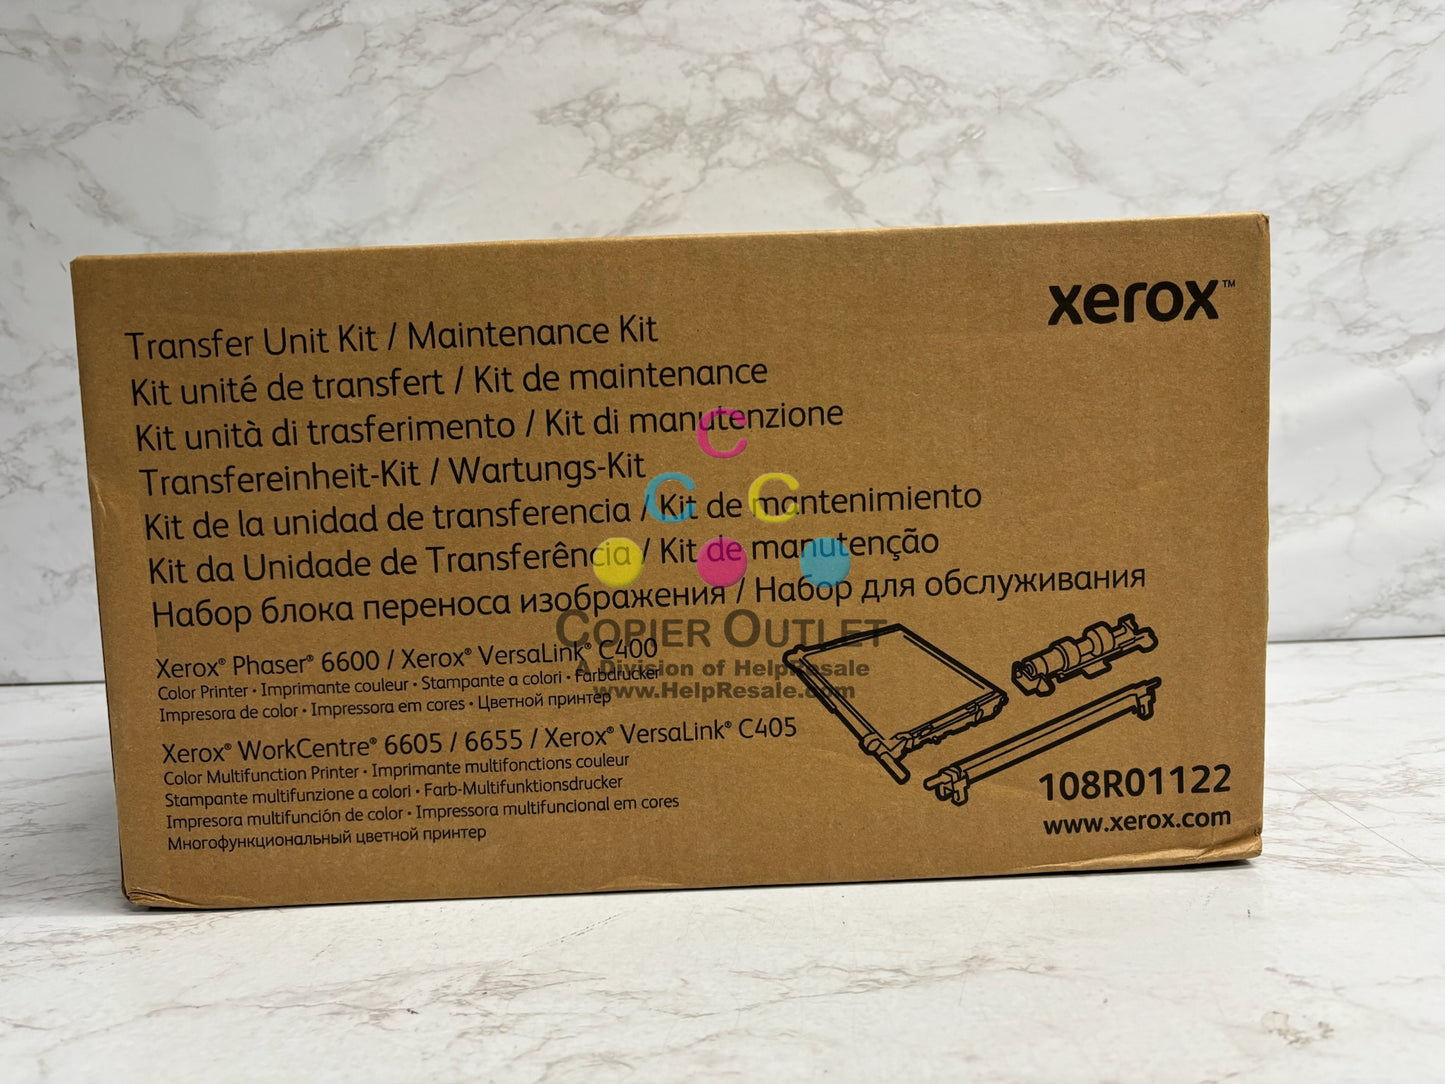 xerox™
Transfer Unit Kit / Maintenance Kit
Kit unité de transfert / Kit de maintenance
Kit unità di trasferimento / Kit di manutenzione
Transfereinheit-Kit / Wartungs-Kit
Kit de la unidad de transferencia / Kit de mantenimiento
Kit da Unidade de Transferência / Kit de manutenção
Набор блока переноса изображения / Набор для обслуживания
Xerox® Phaser® 6600 / Xerox® VersaLink® C400
Color Printer • Imprimante couleur • Stampante a colori • Farbdrucker
Impresora de color • Impressora em cores • Цветной принтер
Xerox® WorkCentre® 6605 / 6655 / Xerox® VersaLink® C405
Color Multifunction Printer • Imprimante multifonctions couleur
Stampante multifunzione a colori • Farb-Multifunktionsdrucker
Impresora multifunción de color • Impressora multifuncional em cores
Многофункциональный цветной принтер
108R01122
www.xerox.com
C
C C
COPIER OUTLET
A Division of HelpResale
www.HelpResale.com